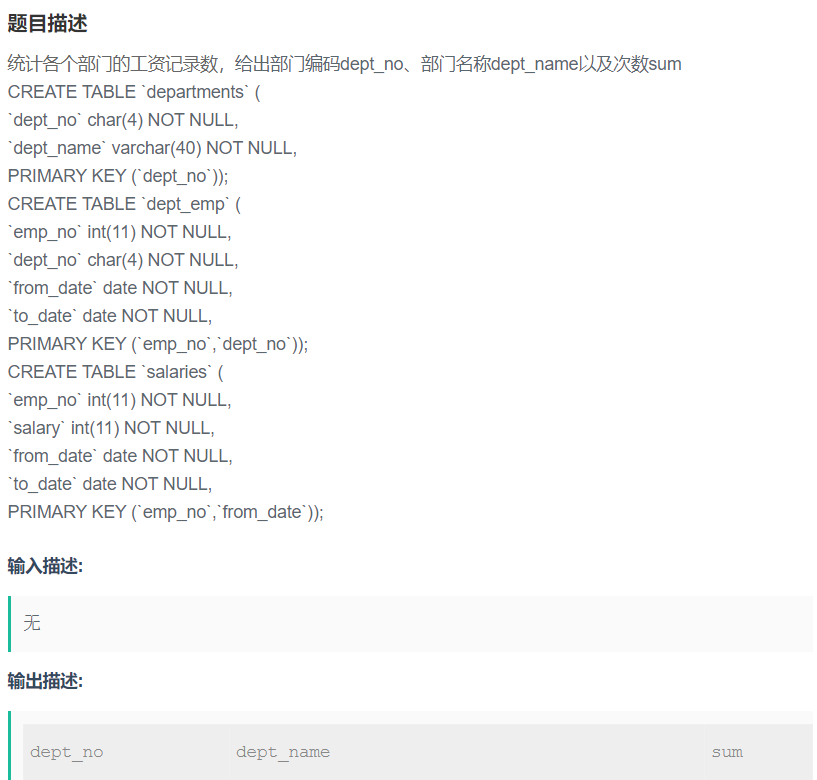 题目描述
统计各个部门的工资记录数，给出部门编码dept_no、部门名称dept_name以及次数sum
CREATE TABLE `departments` (
`dept_no` char(4) NOT NULL,
`dept_name` varchar(40) NOT NULL,
PRIMARY KEY (`dept_no`));
CREATE TABLE `dept_emp` (
`emp_no` int(11) NOT NULL,
`dept_no` char(4) NOT NULL,
`from_date` date NOT NULL,
`to_date` date NOT NULL,
PRIMARY KEY (`emp_no`,`dept_no`));
CREATE TABLE `salaries` (
`emp_no` int(11) NOT NULL,
`salary` int(11) NOT NULL,
`from_date` date NOT NULL,
`to_date` date NOT NULL,
PRIMARY KEY (`emp_no`,`from_date`));
输入描述:
无
输出描述:
dept_no dept_name sum